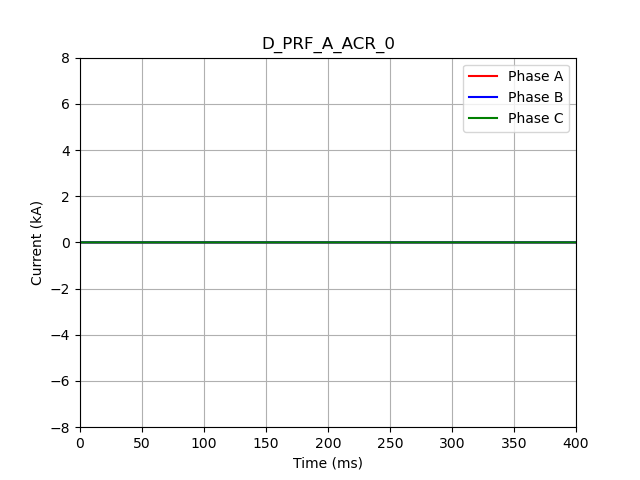 D_PRF_A_ACR_0
Current (kA)
8
6
4
2
0
−2
−4
−6
−8
Phase A
Phase B
Phase C
0 50 100 150 200 250 300 350 400
Time (ms)